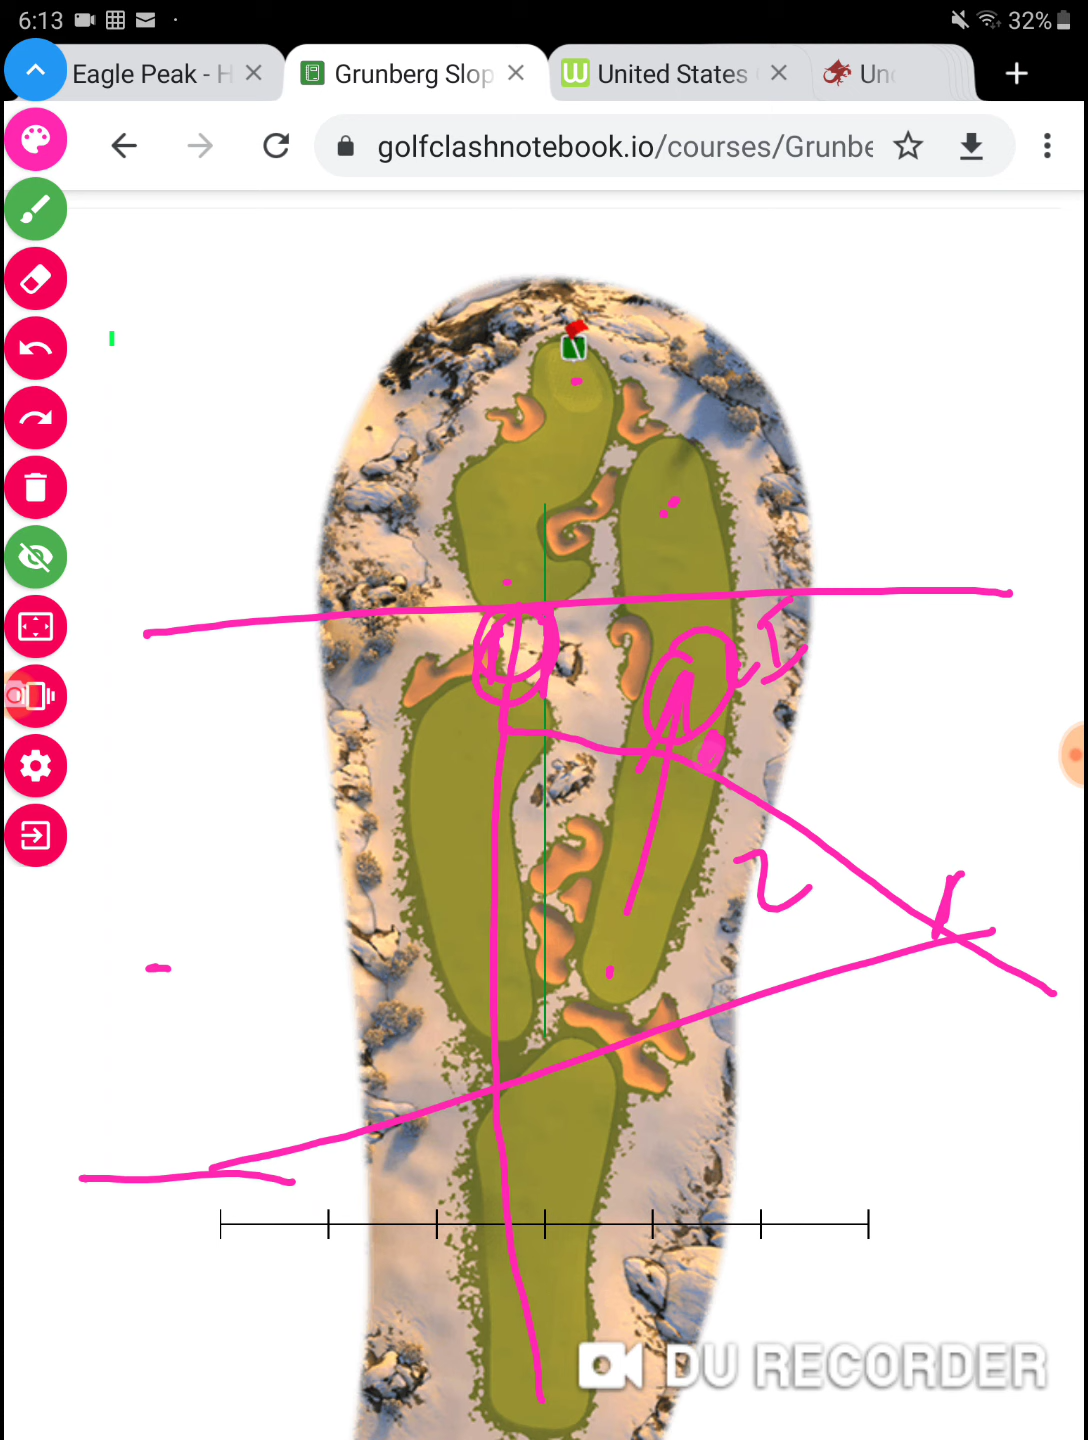 6:13 32%
Eagle Peak - H Grunberg Slop United States Un
golfclashnotebook.io/courses/Grunbe
DU RECORDER